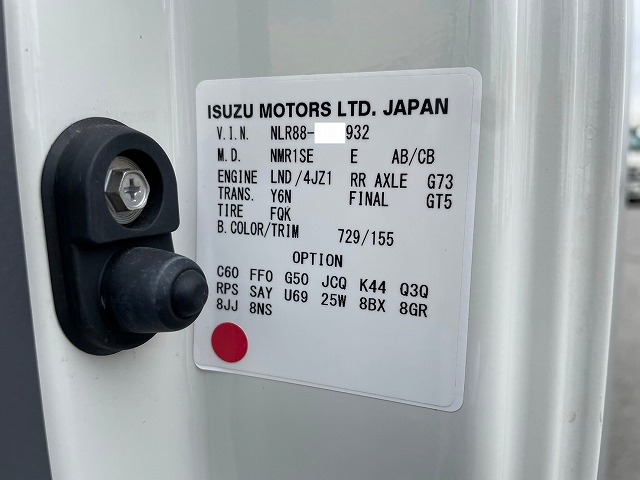 ISUZU MOTORS LTD. JAPAN
V.I.N. NLR88- 932
M.D. NMR1SE E AB/CB
ENGINE LND/4JZ1 RR AXLE G73
TRANS. Y6N FINAL GT5
TIRE FQK
B.COLOR/TRIM 729/155
OPTION
C60 FF0 G50 JCQ K44 Q3Q
RPS SAY U69 25W 8BX 8GR
8JJ 8NS